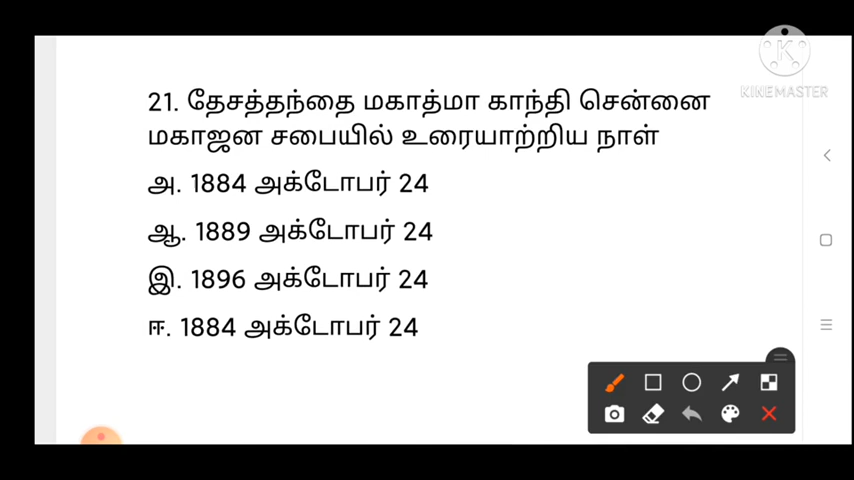 KINEMASTER
21. தேசத்தந்தை மகாத்மா காந்தி சென்னை
மகாஜன சபையில் உரையாற்றிய நாள்
அ. 1884 அக்டோபர் 24
ஆ. 1889 அக்டோபர் 24
இ. 1896 அக்டோபர் 24
ஈ. 1884 அக்டோபர் 24